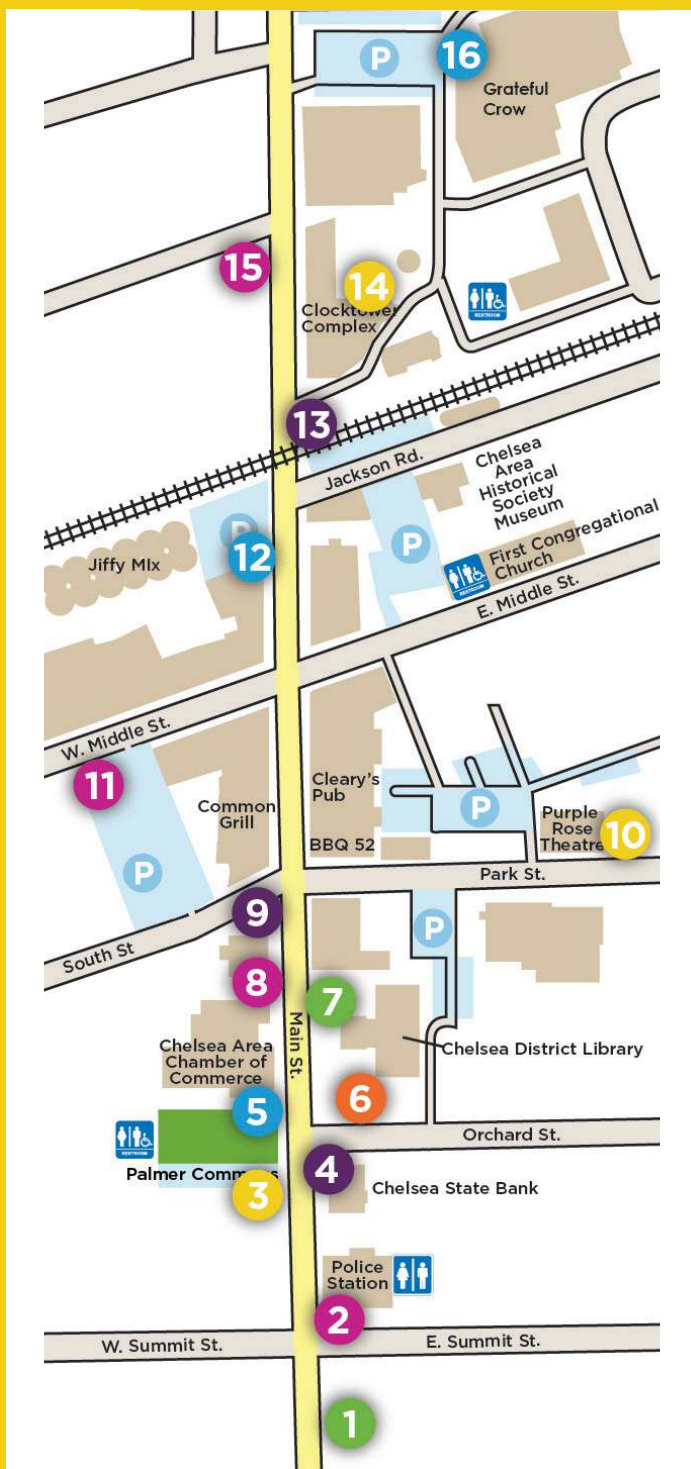 P
16
Grateful
Crow
15
14
Clocktower
Complex
RESTROOM
13
Jackson Rd.
Chelsea
Area
Historical
Society
Museum
P
12
Jiffy MIx
P
RESTROOM
First Congregational
Church
E. Middle St.
W. Middle St.
11
Common
Grill
Cleary's
Pub
P
Purple
Rose
Theatre
10
BBQ 52
P
Park St.
9
South St
P
8
7
Main St.
Chelsea Area
Chamber of
Commerce
Chelsea District Library
5
6
RESTROOM
Orchard St.
Palmer Commons
4
3
Chelsea State Bank
Police
Station
2
W. Summit St.
E. Summit St.
1